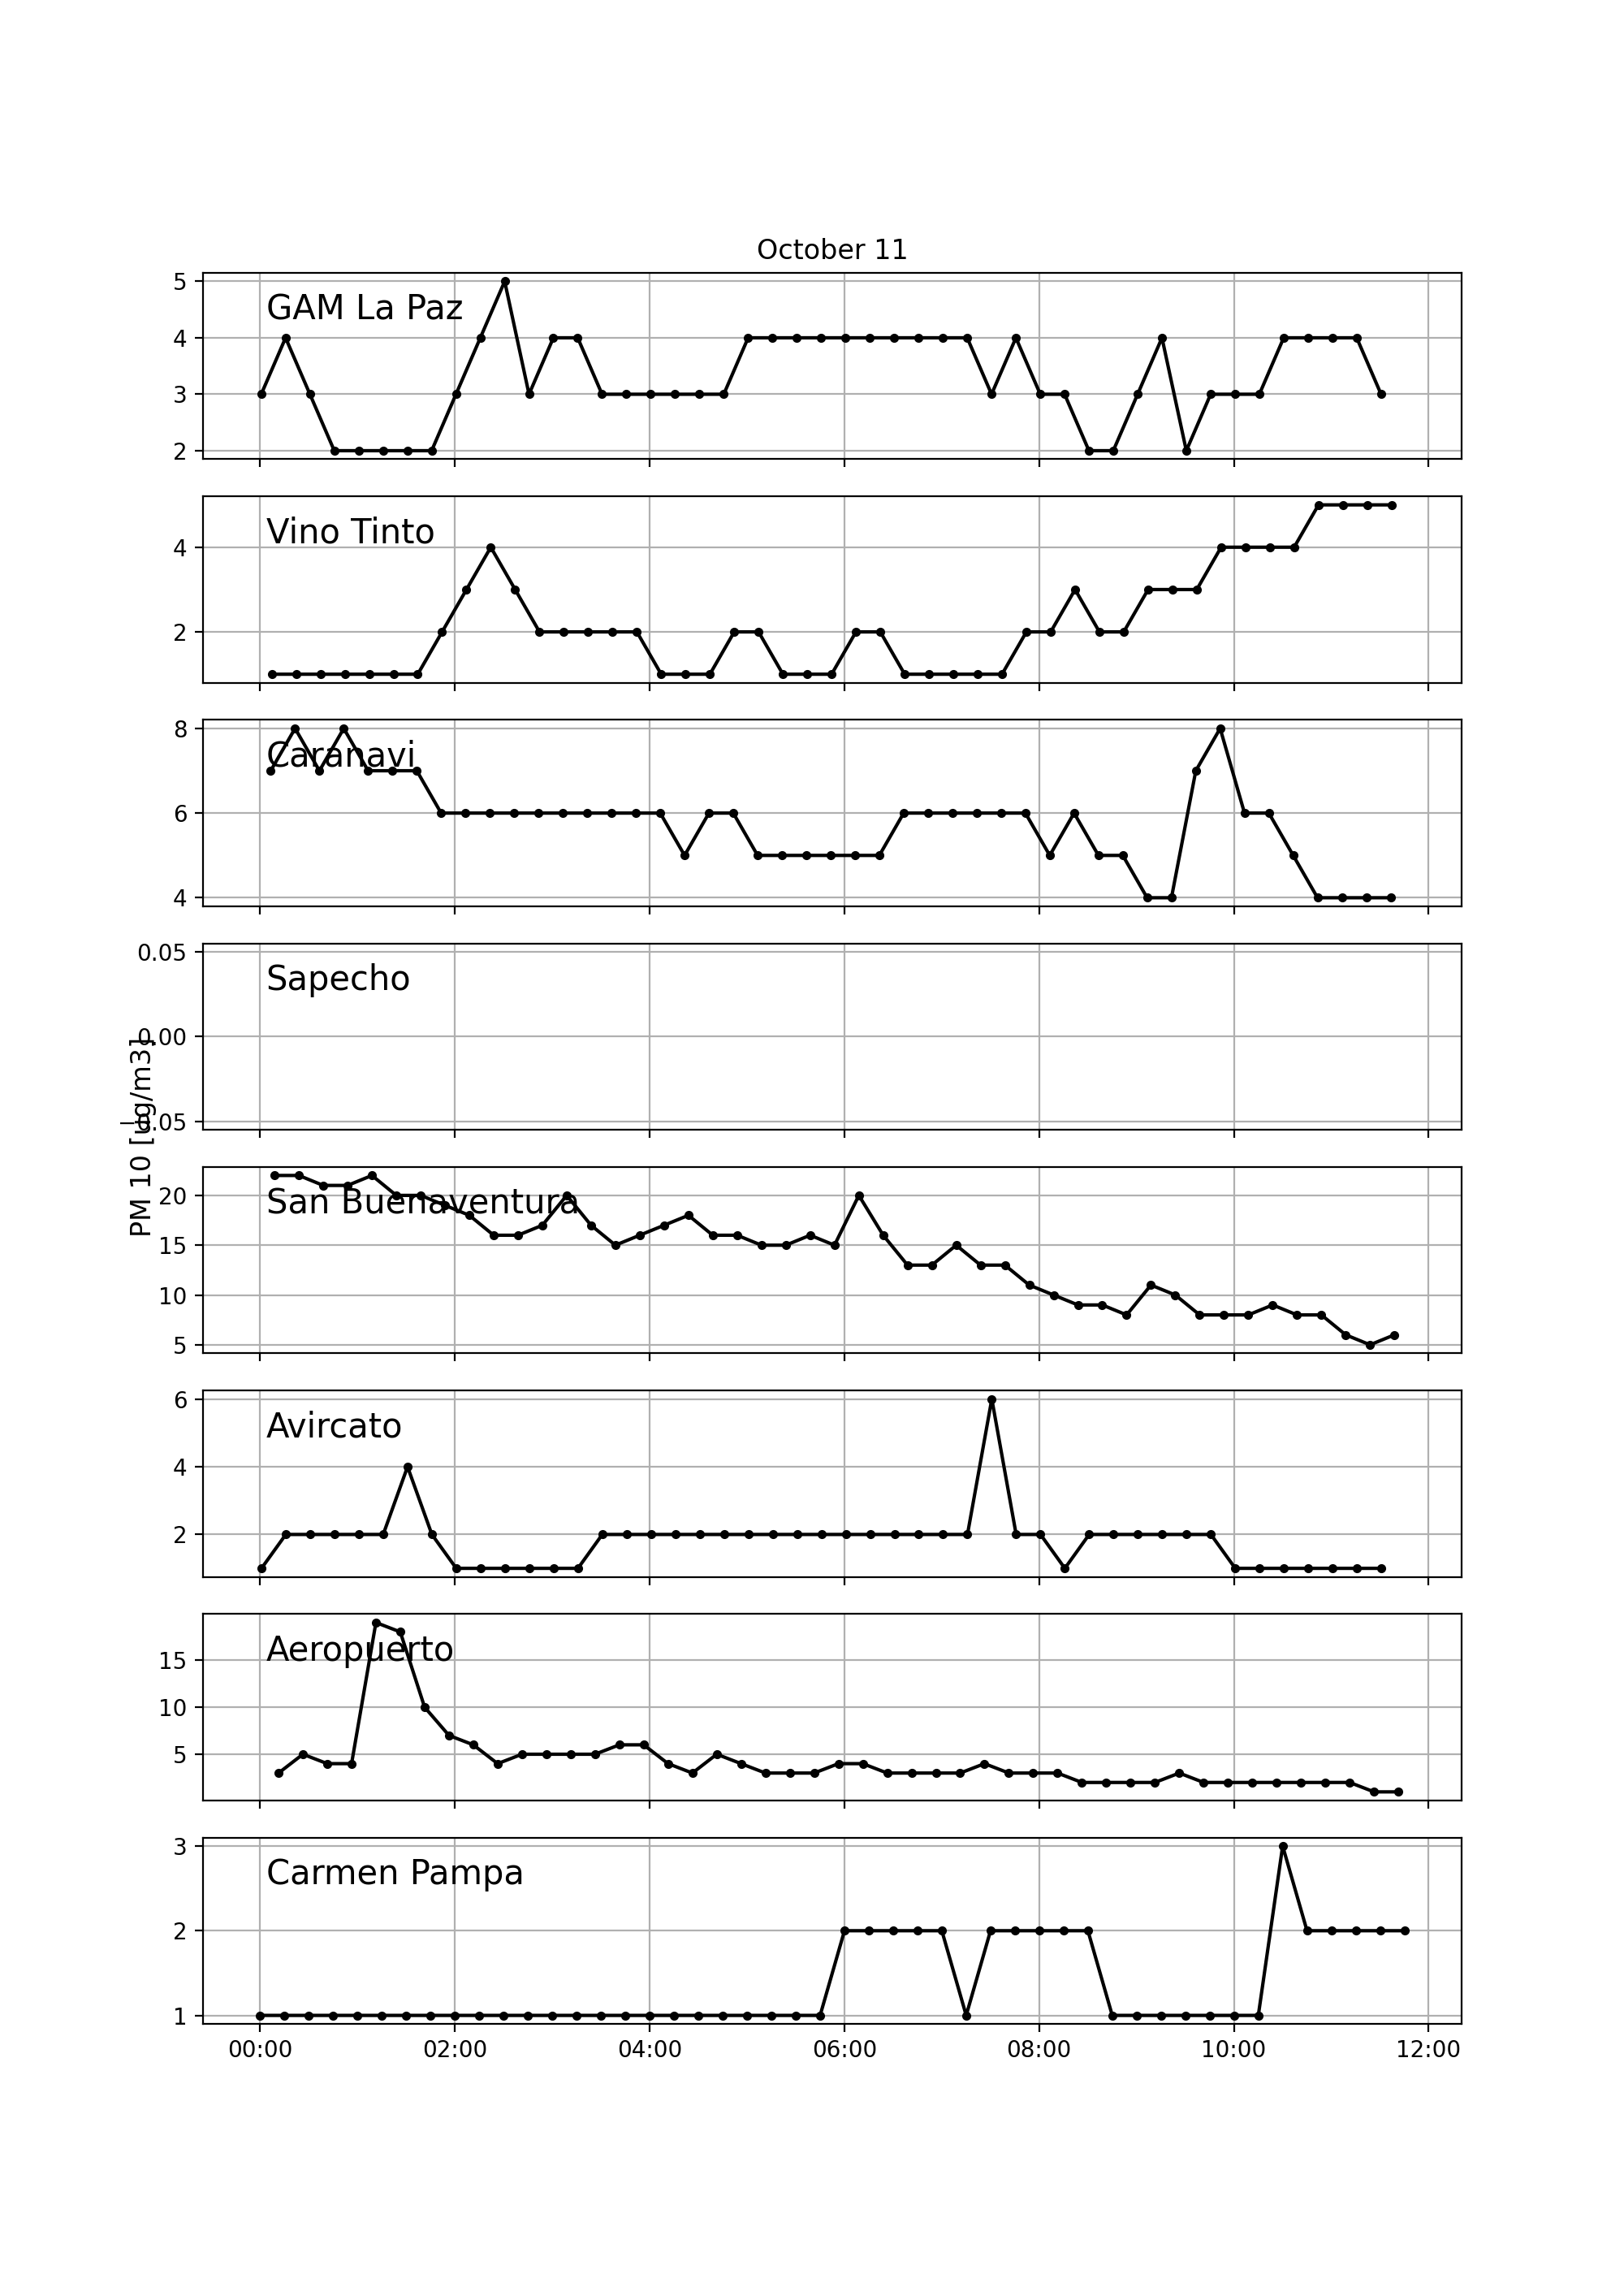 October 11
5
GAM La Paz
4
3
2
Vino Tinto
4
2
8
Caranavi
6
4
0.05
Sapecho
0.00
−0.05
PM 10 [ug/m3]
20
San Buenaventura
15
10
5
6
Avircato
4
2
Aeropuerto
15
10
5
3
Carmen Pampa
2
1
00:00 02:00 04:00 06:00 08:00 10:00 12:00